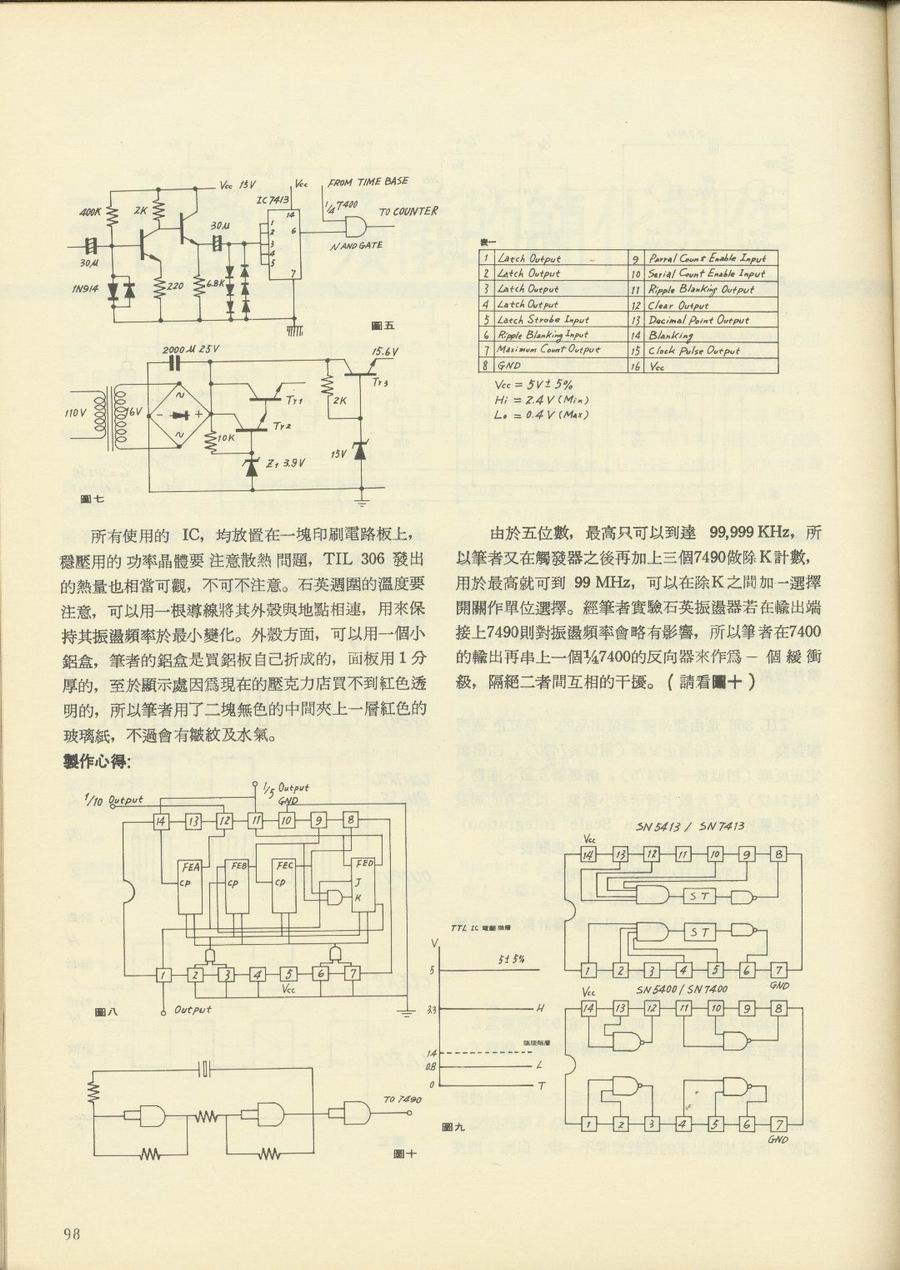 Vcc 15V
Vcc
FROM TIME BASE
400K
2K
IC7413
1/4 7400
TO COUNTER
30μ
14
1
2
3
4
5
6
7
NAND GATE
30μ
1N914
220
6.8K
圖五
2000μ 25V
15.6V
Tr3
110V
16V
Tr1
2K
Tr2
10K
15V
Z1 3.9V
圖七
表一
1 Latch Output 9 Parral Count Enable Input
2 Latch Output 10 Serial Count Enable Input
3 Latch Output 11 Ripple Blanking Output
4 Latch Output 12 Clear Output
5 Latch Strobe Input 13 Decimal Point Output
6 Ripple Blanking Input 14 Blanking
7 Maximum Count Output 15 Clock Pulse Output
8 GND 16 Vcc
Vcc = 5V ± 5%
Hi = 2.4V (Min)
Lo = 0.4V (Max)
所有使用的 IC，均放置在一塊印刷電路板上，
穩壓用的功率晶體要注意散熱問題，TIL 306 發出
的熱量也相當可觀，不可不注意。石英週圍的溫度要
注意，可以用一根導線將其外殼與地點相連，用來保
持其振盪頻率於最小變化。外殼方面，可以用一個小
鋁盒，筆者的鋁盒是買鋁板自己折成的，面板用1分
厚的，至於顯示處因爲現在的壓克力店買不到紅色透
明的，所以筆者用了二塊無色的中間夾上一層紅色的
玻璃紙，不過會有皺紋及水氣。
製作心得:
由於五位數，最高只可以到達 99,999 KHz，所
以筆者又在觸發器之後再加上三個7490做除K計數，
用於最高就可到 99 MHz，可以在除K之間加一選擇
開關作單位選擇。經筆者實驗石英振盪器若在輸出端
接上7490則對振盪頻率會略有影響，所以筆者在7400
的輸出再串上一個¼7400的反向器來作爲一個緩衝
級，隔絕二者間互相的干擾。(請看圖十)
1/10 Output
1/5 Output
GND
14 13 12 11 10 9 8
FEA
CP
FEB
CP
FEC
CP
FED
J
K
1 2 3 4 5 6 7
Vcc
Output
圖八
TO 7490
圖十
TTL IC 電壓準層
V
5
5±5%
3.3
H
1.4
0.8
L
0
T
圖九
SN5413 / SN7413
Vcc
14 13 12 11 10 9 8
ST
ST
1 2 3 4 5 6 7
GND
Vcc
SN5400 / SN7400
14 13 12 11 10 9 8
1 2 3 4 5 6 7
GND
98